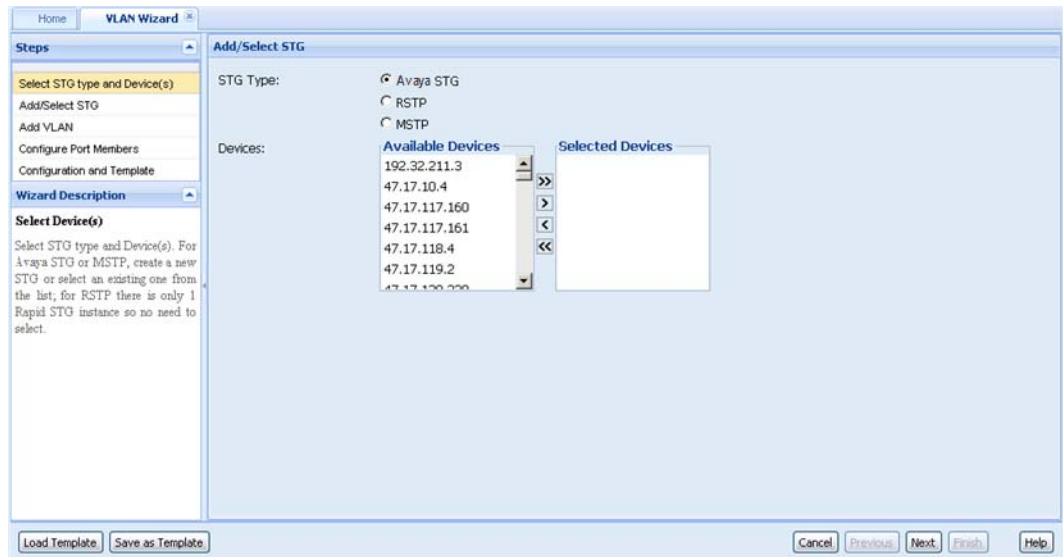 Home
VLAN Wizard
Steps
Select STG type and Device(s)
Add/Select STG
Add VLAN
Configure Port Members
Configuration and Template
Wizard Description
Select Device(s)
Select STG type and Device(s). For
Avaya STG or MSTP, create a new
STG or select an existing one from
the list; for RSTP there is only 1
Rapid STG instance so no need to
select.
Add/Select STG
STG Type:
Avaya STG
RSTP
MSTP
Devices:
Available Devices
192.32.211.3
47.17.10.4
47.17.117.160
47.17.117.161
47.17.118.4
47.17.119.2
>>
>
<
<<
Selected Devices
Load Template
Save as Template
Cancel
Previous
Next
Finish
Help